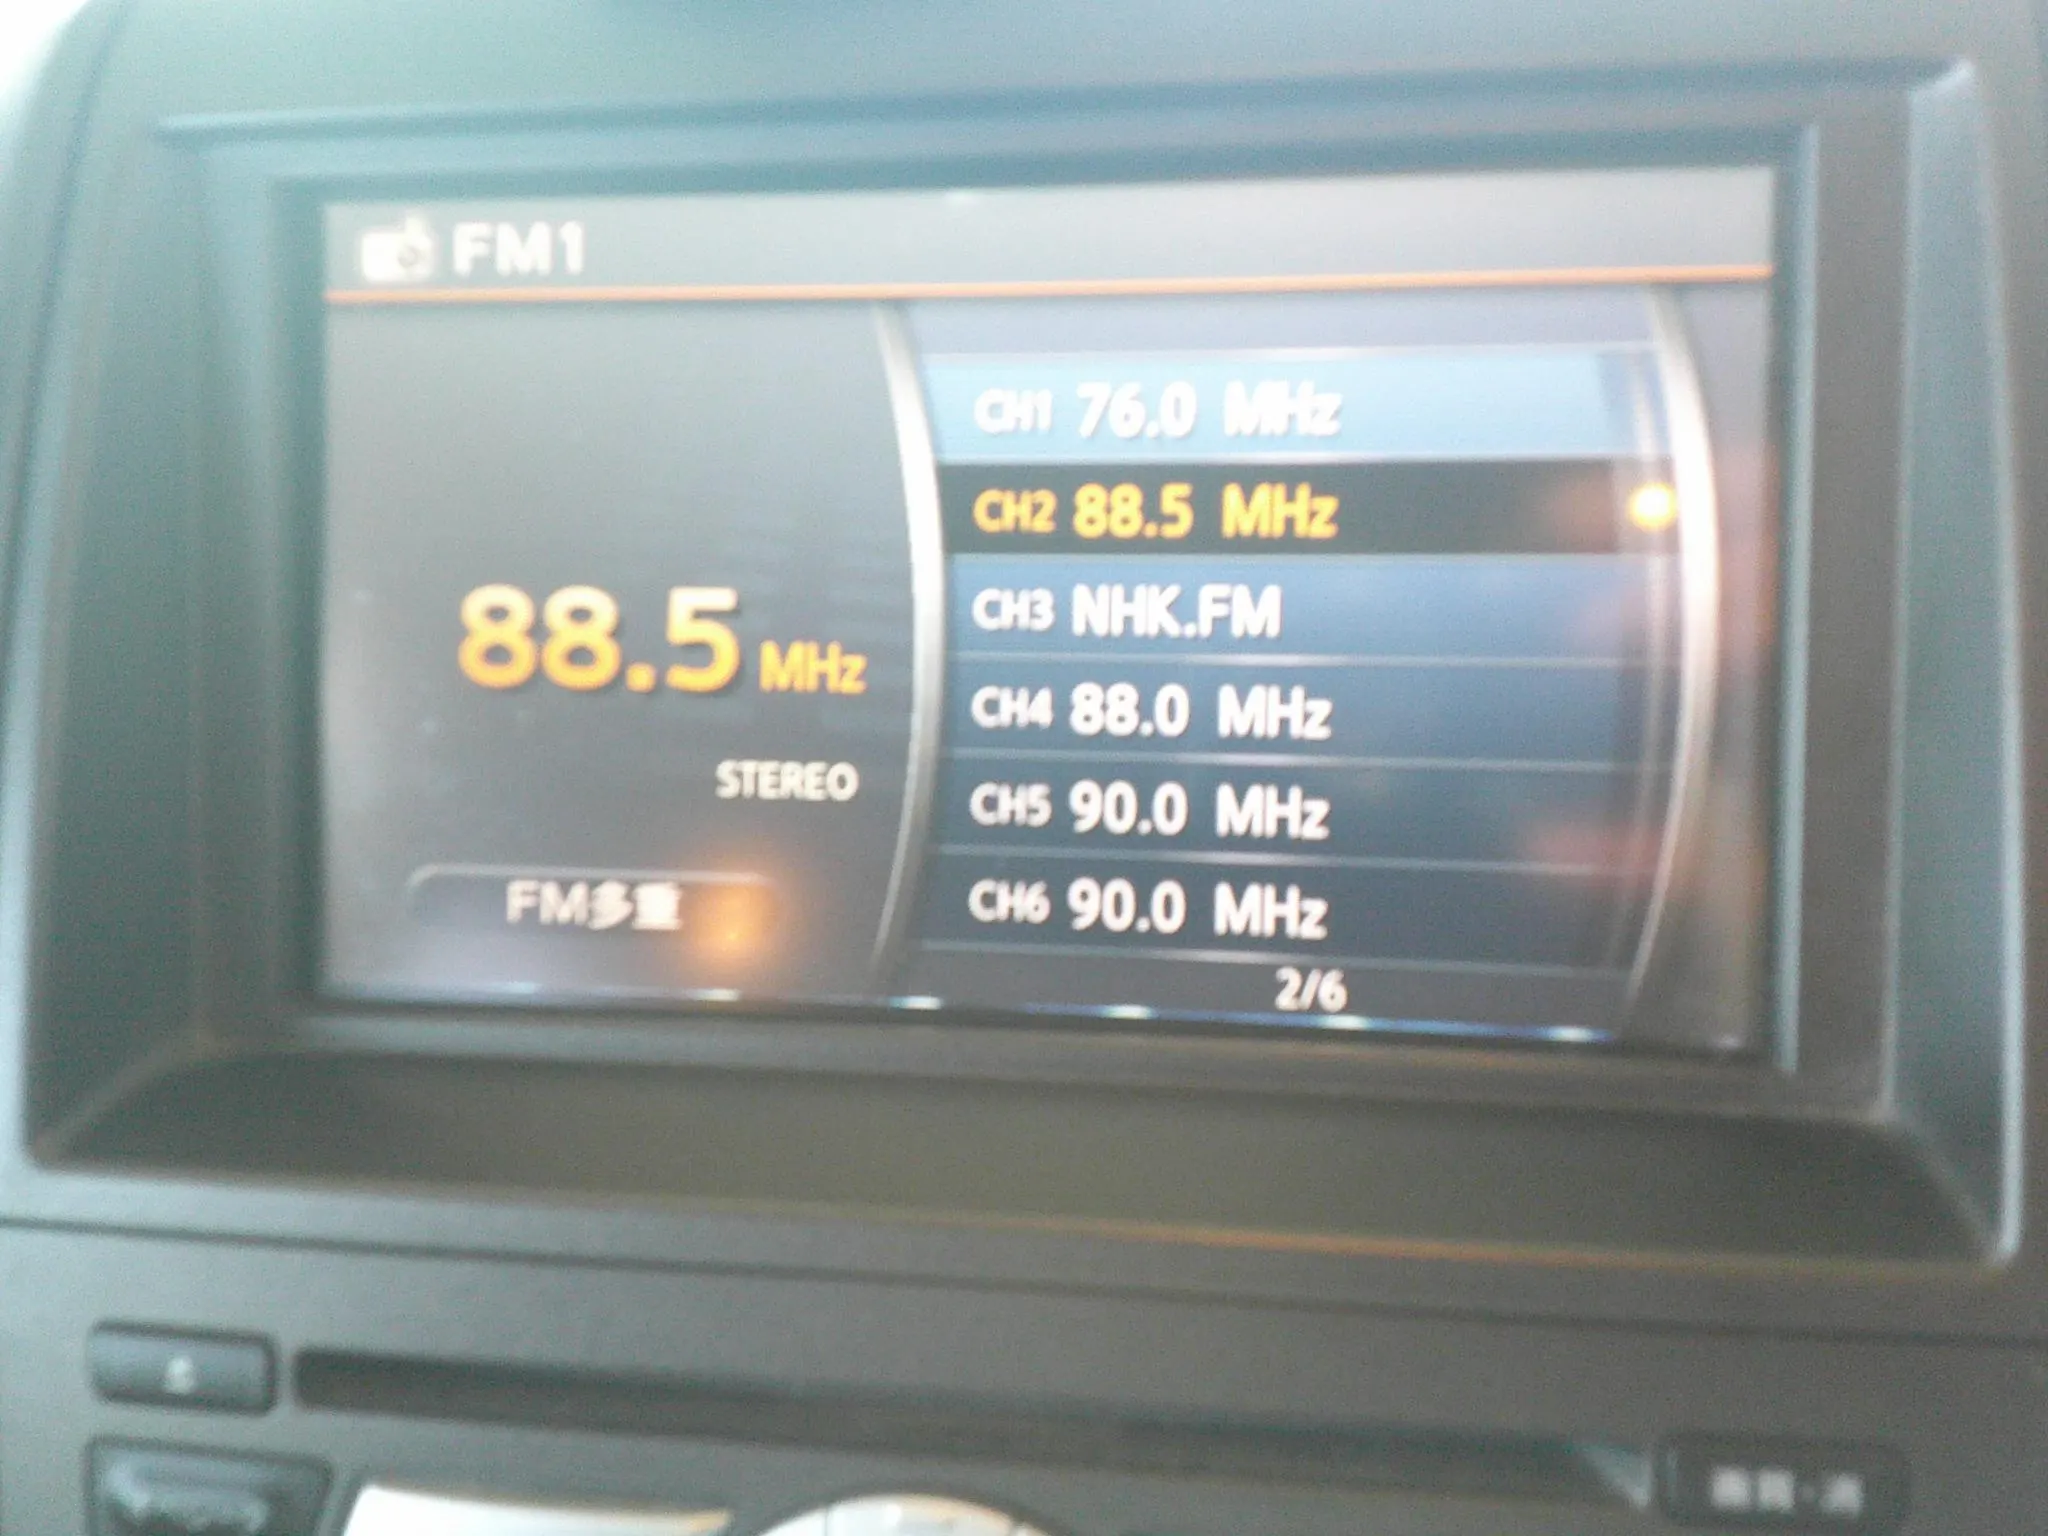 FM1
88.5 MHz
STEREO
FM多重
CH1 76.0 MHz
CH2 88.5 MHz
CH3 NHK.FM
CH4 88.0 MHz
CH5 90.0 MHz
CH6 90.0 MHz
2/6